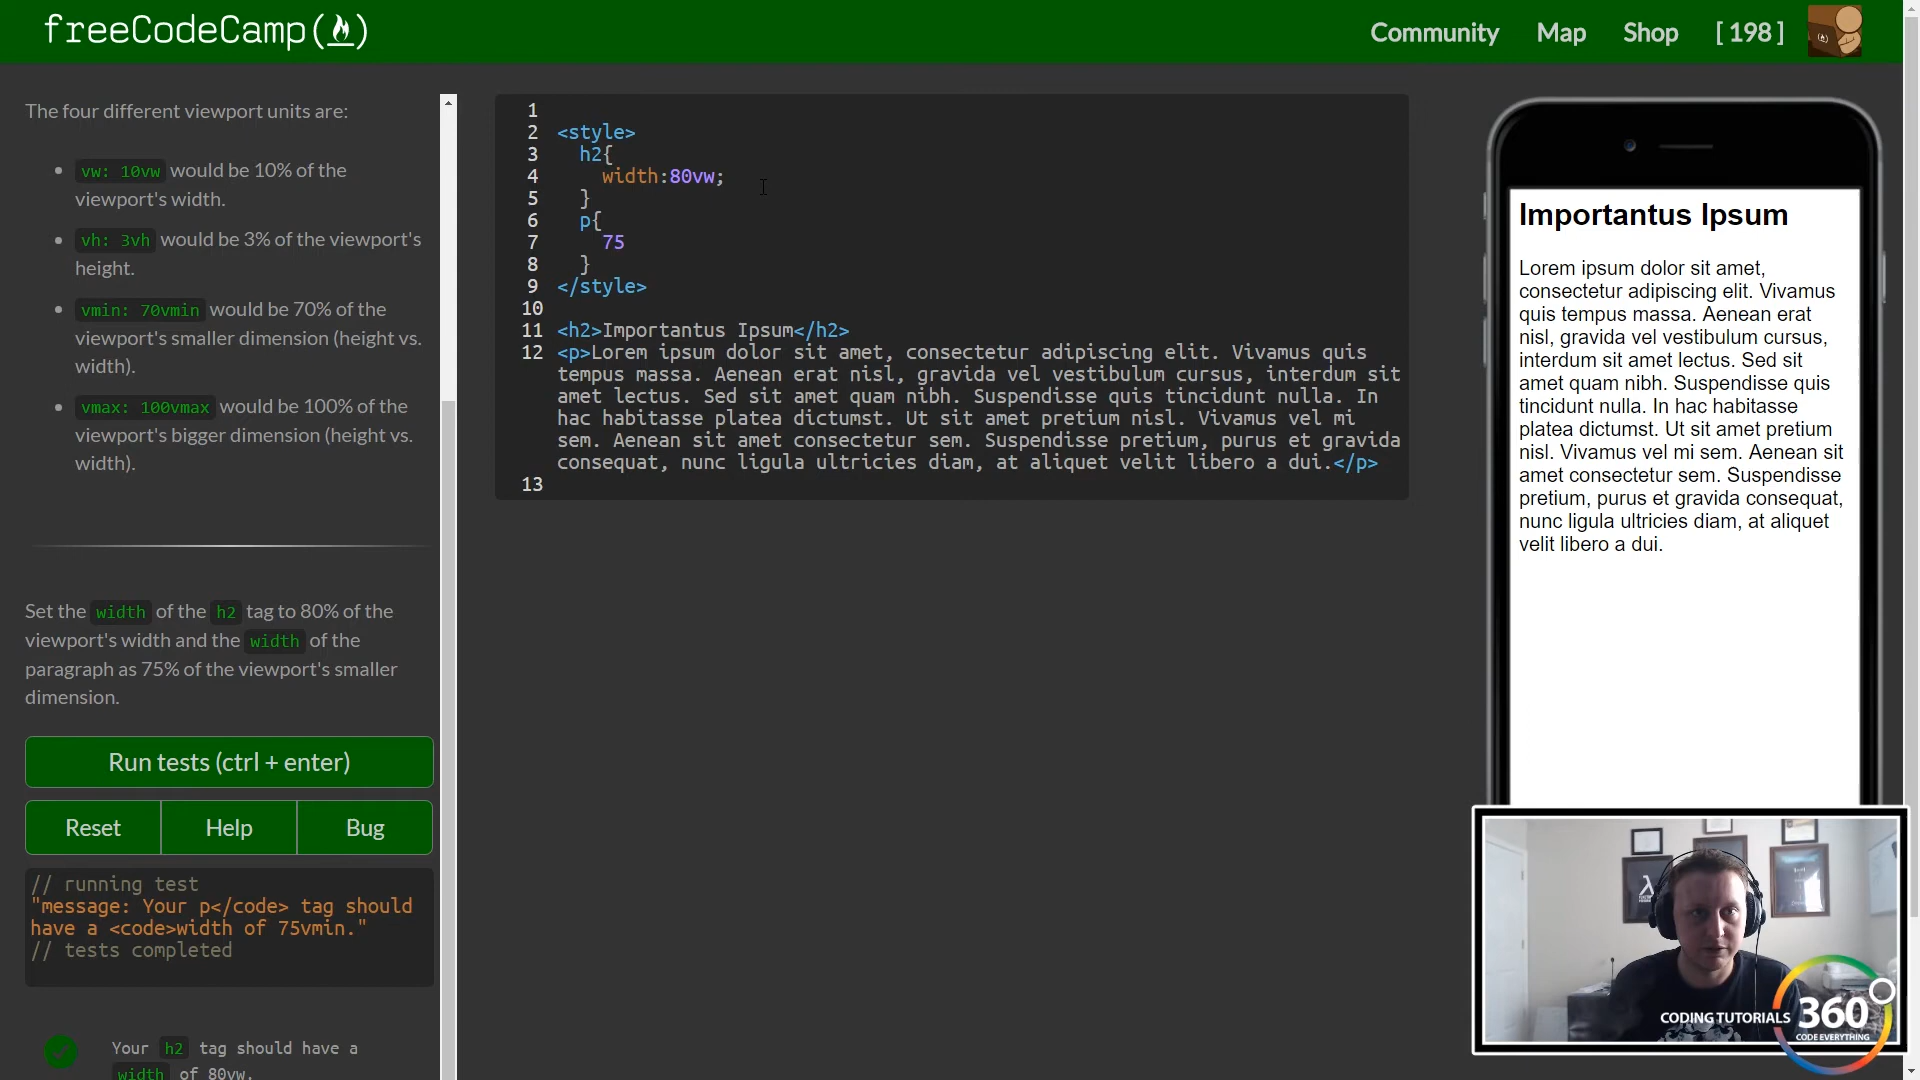 freeCodeCamp(🔥)
Community Map Shop [ 198 ]
The four different viewport units are:
vw: 10vw would be 10% of the
viewport's width.
vh: 3vh would be 3% of the viewport's
height.
vmin: 70vmin would be 70% of the
viewport's smaller dimension (height vs.
width).
vmax: 100vmax would be 100% of the
viewport's bigger dimension (height vs.
width).
Set the width of the h2 tag to 80% of the
viewport's width and the width of the
paragraph as 75% of the viewport's smaller
dimension.
Run tests (ctrl + enter)
Reset Help Bug
// running test
"message: Your p</code> tag should
have a <code>width of 75vmin."
// tests completed
Your h2 tag should have a
width of 80vw.
1
2 <style>
3 h2{
4 width:80vw;
5 }
6 p{
7 75
8 }
9 </style>
10
11 <h2>Importantus Ipsum</h2>
12 <p>Lorem ipsum dolor sit amet, consectetur adipiscing elit. Vivamus quis
tempus massa. Aenean erat nisl, gravida vel vestibulum cursus, interdum sit
amet lectus. Sed sit amet quam nibh. Suspendisse quis tincidunt nulla. In
hac habitasse platea dictumst. Ut sit amet pretium nisl. Vivamus vel mi
sem. Aenean sit amet consectetur sem. Suspendisse pretium, purus et gravida
consequat, nunc ligula ultricies diam, at aliquet velit libero a dui.</p>
13
Importantus Ipsum
Lorem ipsum dolor sit amet,
consectetur adipiscing elit. Vivamus
quis tempus massa. Aenean erat
nisl, gravida vel vestibulum cursus,
interdum sit amet lectus. Sed sit
amet quam nibh. Suspendisse quis
tincidunt nulla. In hac habitasse
platea dictumst. Ut sit amet pretium
nisl. Vivamus vel mi sem. Aenean sit
amet consectetur sem. Suspendisse
pretium, purus et gravida consequat,
nunc ligula ultricies diam, at aliquet
velit libero a dui.
CODING TUTORIALS 360
CODE EVERYTHING